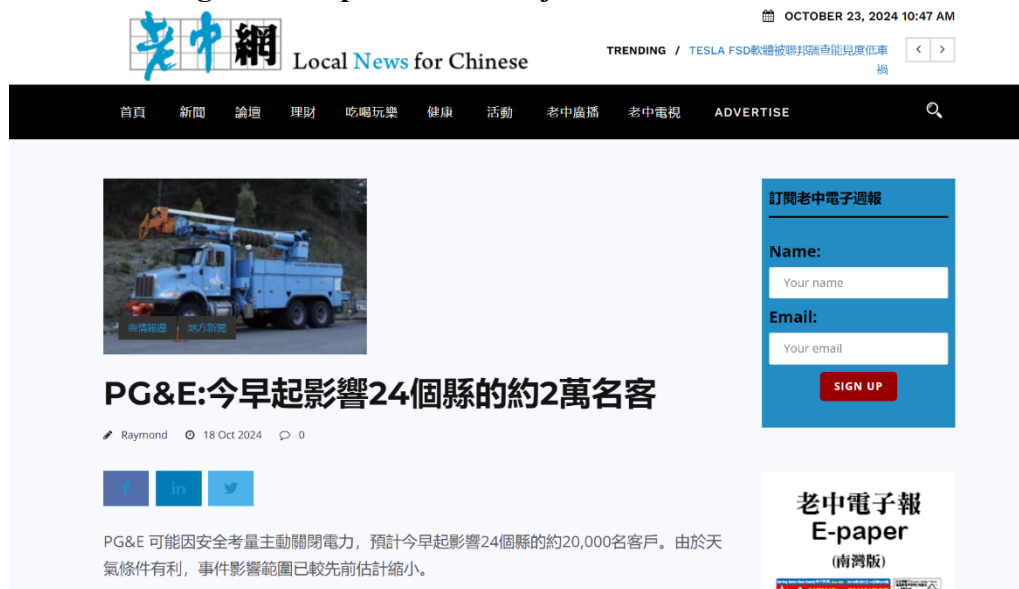 OCTOBER 23, 2024 10:47 AM
老中網 Local News for Chinese
TRENDING / TESLA FSD軟體被聯邦調查能見度低車
禍
首頁 新聞 論壇 理財 吃喝玩樂 健康 活動 老中廣播 老中電視 ADVERTISE
地方新聞
PG&E:今早起影響24個縣的約2萬名客
Raymond 18 Oct 2024 0
f in
PG&E 可能因安全考量主動關閉電力，預計今早起影響24個縣的約20,000名客戶。由於天
氣條件有利，事件影響範圍已較先前估計縮小。
訂閱老中電子週報
Name:
Your name
Email:
Your email
SIGN UP
老中電子報
E-paper
(南灣版)